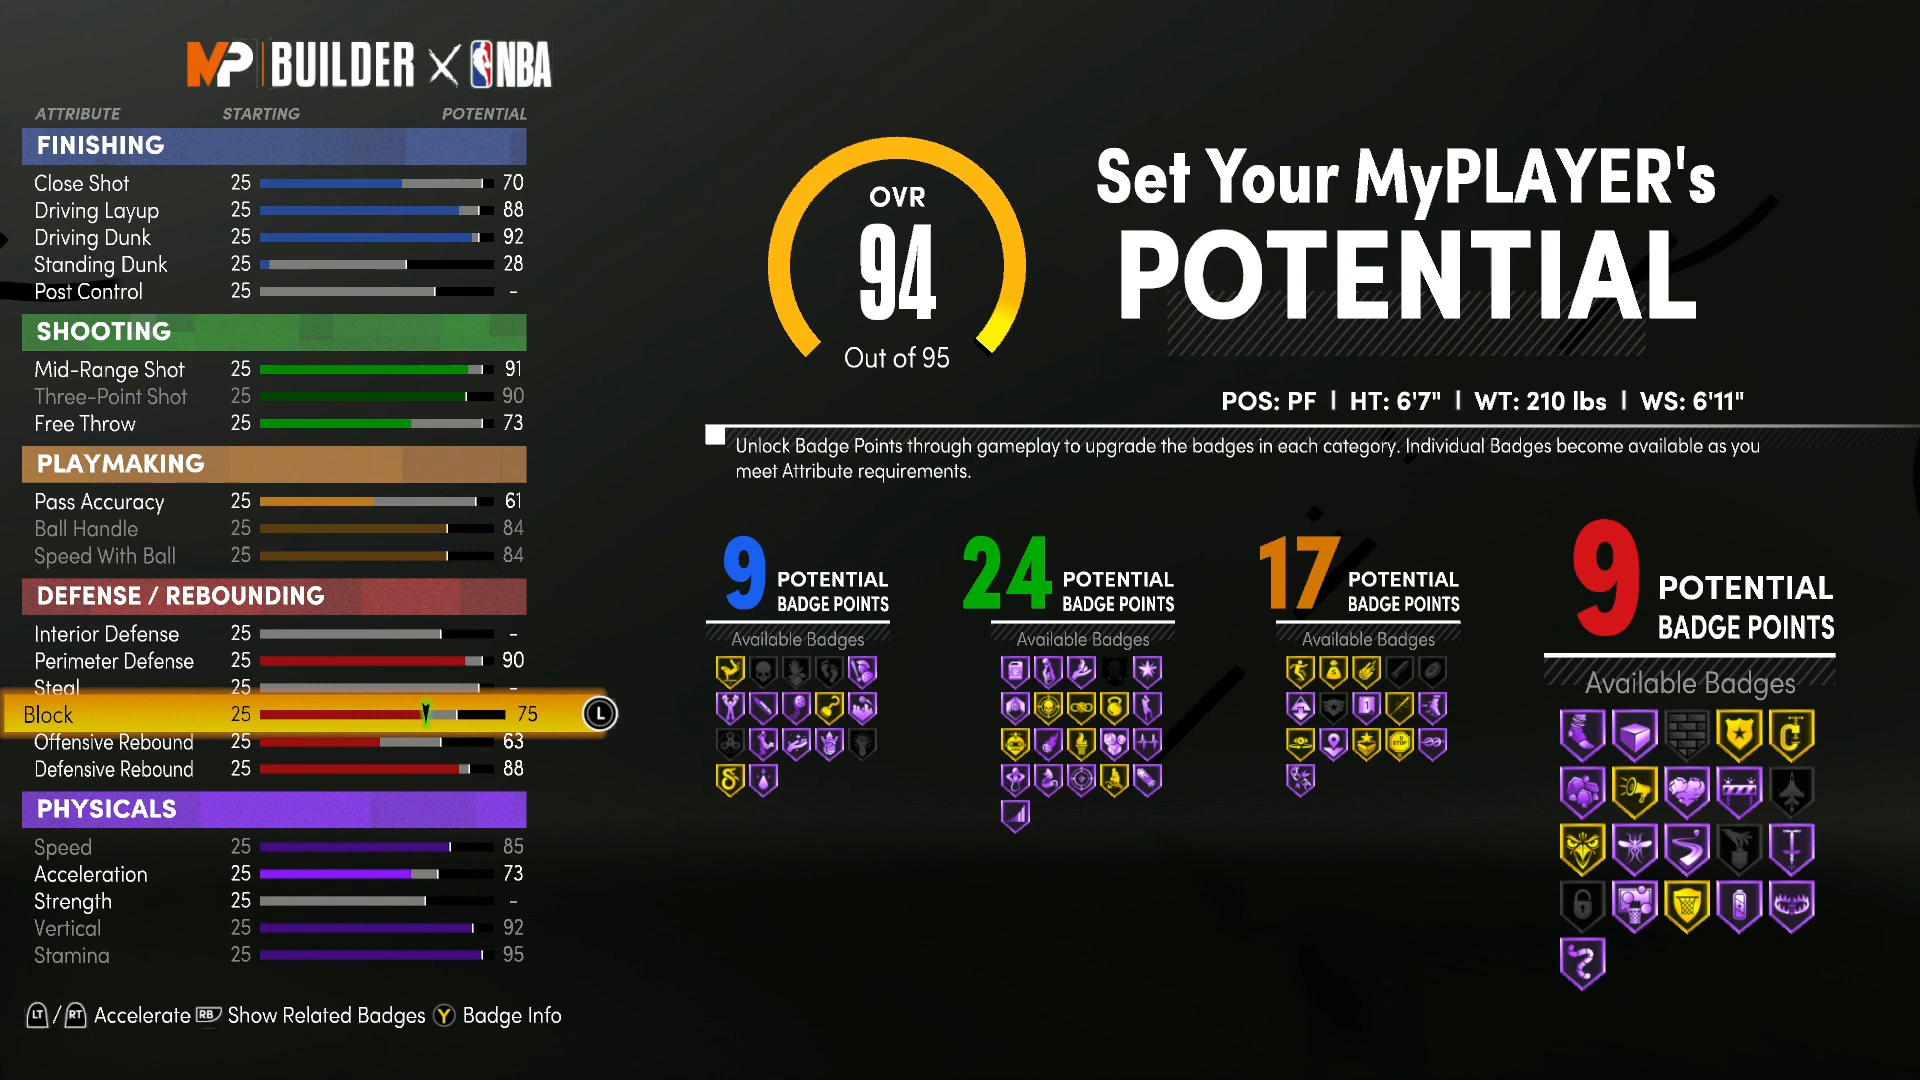 MP | BUILDER X NBA
ATTRIBUTE STARTING POTENTIAL
FINISHING
Close Shot 25 70
Driving Layup 25 88
Driving Dunk 25 92
Standing Dunk 25 28
Post Control 25 -
SHOOTING
Mid-Range Shot 25 91
Three-Point Shot 25 90
Free Throw 25 73
PLAYMAKING
Pass Accuracy 25 61
Ball Handle 25 84
Speed With Ball 25 84
DEFENSE / REBOUNDING
Interior Defense 25 -
Perimeter Defense 25 90
Steal 25 -
Block 25 75 L
Offensive Rebound 25 63
Defensive Rebound 25 88
PHYSICALS
Speed 25 85
Acceleration 25 73
Strength 25 -
Vertical 25 92
Stamina 25 95
LT / RT Accelerate RB Show Related Badges Y Badge Info
OVR
94
Out of 95
Set Your MyPLAYER's
POTENTIAL
POS: PF | HT: 6'7" | WT: 210 lbs | WS: 6'11"
Unlock Badge Points through gameplay to upgrade the badges in each category. Individual Badges become available as you
meet Attribute requirements.
9 POTENTIAL
BADGE POINTS
Available Badges
24 POTENTIAL
BADGE POINTS
Available Badges
17 POTENTIAL
BADGE POINTS
Available Badges
9 POTENTIAL
BADGE POINTS
Available Badges